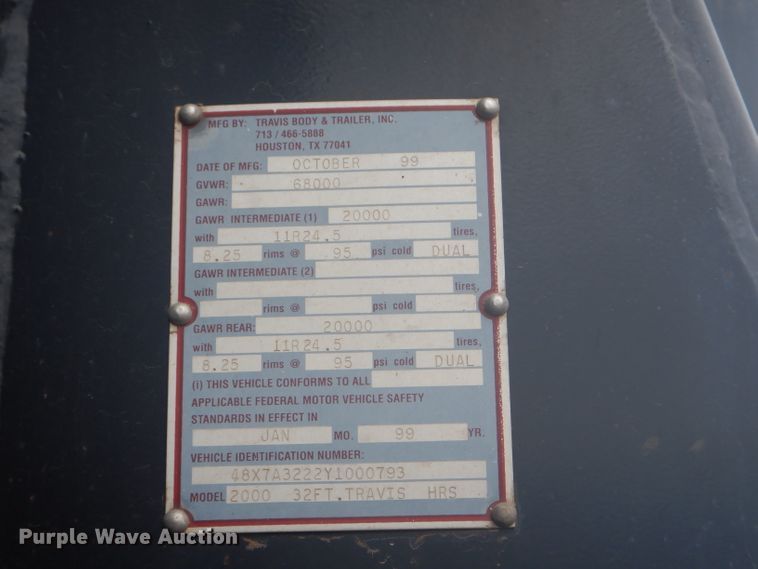 MFG BY: TRAVIS BODY & TRAILER, INC.
713 / 466-5888
HOUSTON, TX 77041
DATE OF MFG: OCTOBER 99
GVWR: 68000
GAWR:
GAWR INTERMEDIATE (1) 20000
with 11R24.5 tires,
8.25 rims @ 95 psi cold DUAL
GAWR INTERMEDIATE (2)
with tires,
rims @ psi cold
GAWR REAR: 20000
with 11R24.5 tires,
8.25 rims @ 95 psi cold DUAL
(i) THIS VEHICLE CONFORMS TO ALL
APPLICABLE FEDERAL MOTOR VEHICLE SAFETY
STANDARDS IN EFFECT IN
JAN MO. 99 YR.
VEHICLE IDENTIFICATION NUMBER:
48X7A3222Y1000793
MODEL 2000 32FT.TRAVIS HRS
Purple Wave Auction